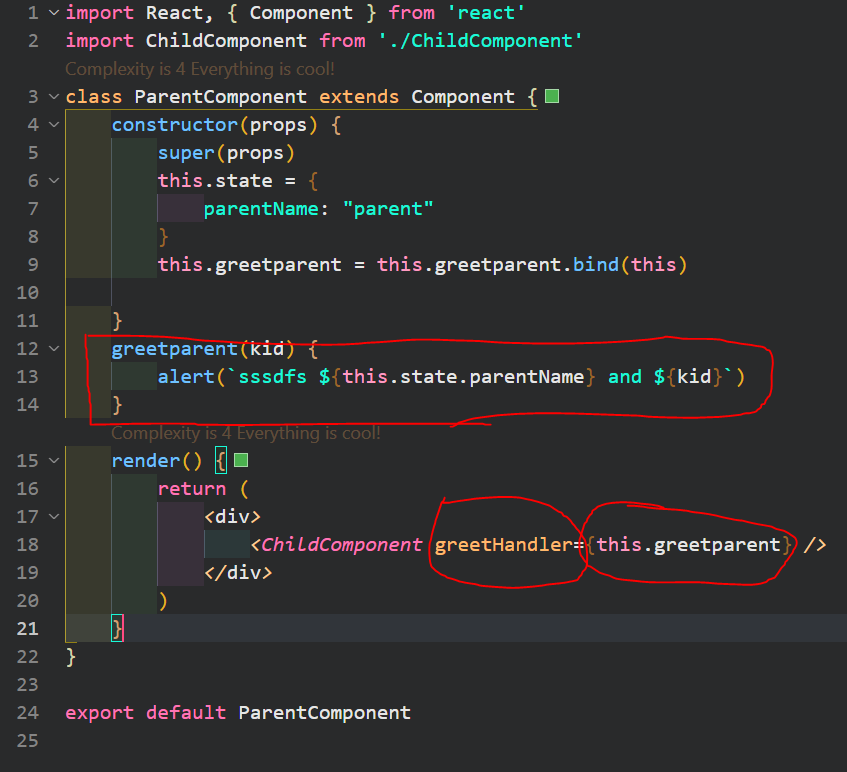 1 import React, { Component } from 'react'
2 import ChildComponent from './ChildComponent'
Complexity is 4 Everything is cool!
3 class ParentComponent extends Component {
4 constructor(props) {
5 super(props)
6 this.state = {
7 parentName: "parent"
8 }
9 this.greetparent = this.greetparent.bind(this)
10
11 }
12 greetparent(kid) {
13 alert(`sssdfs ${this.state.parentName} and ${kid}`)
14 }
Complexity is 4 Everything is cool!
15 render() {
16 return (
17 <div>
18 <ChildComponent greetHandler={this.greetparent} />
19 </div>
20 )
21 }
22 }
23
24 export default ParentComponent
25